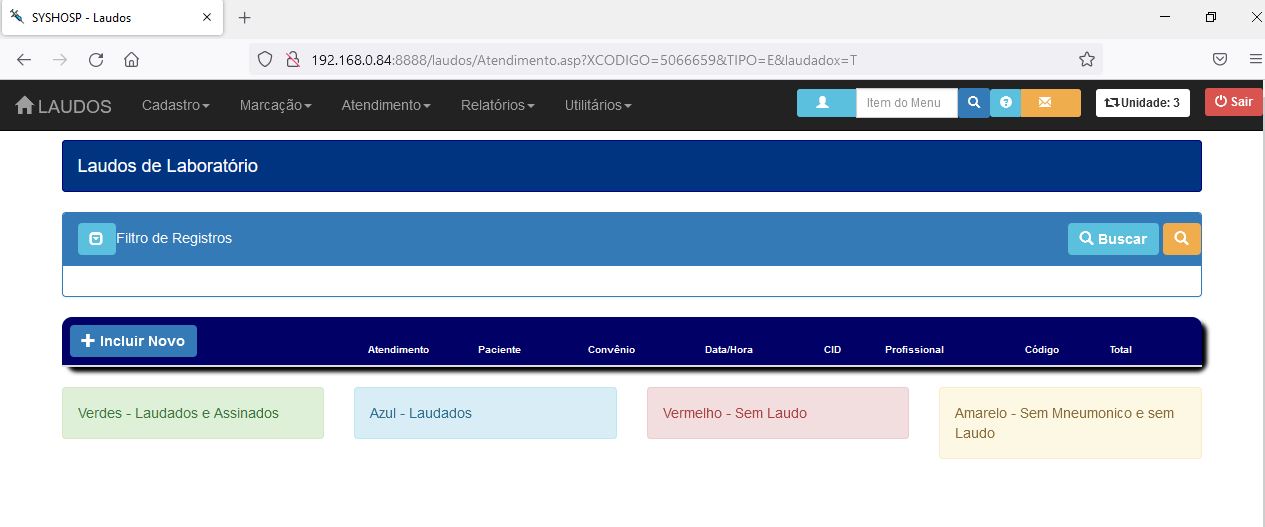 SYSHOSP - Laudos
192.168.0.84:8888/laudos/Atendimento.asp?XCODIGO=5066659&TIPO=E&laudadox=T
LAUDOS Cadastro Marcação Atendimento Relatórios Utilitários Item do Menu Unidade: 3 Sair
Laudos de Laboratório
Filtro de Registros Buscar
Incluir Novo Atendimento Paciente Convênio Data/Hora CID Profissional Código Total
Verdes - Laudados e Assinados
Azul - Laudados
Vermelho - Sem Laudo
Amarelo - Sem Mneumonico e sem
Laudo